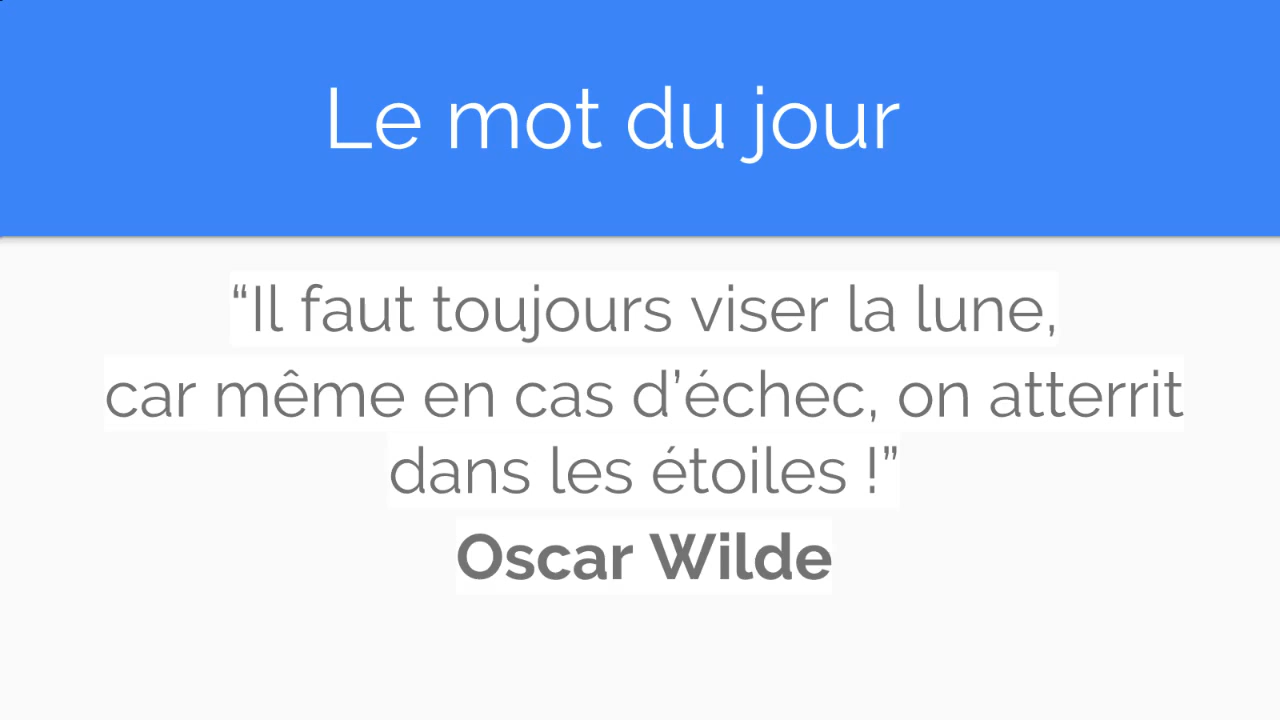 Le mot du jour
“Il faut toujours viser la lune,
car même en cas d’échec, on atterrit
dans les étoiles !”
Oscar Wilde